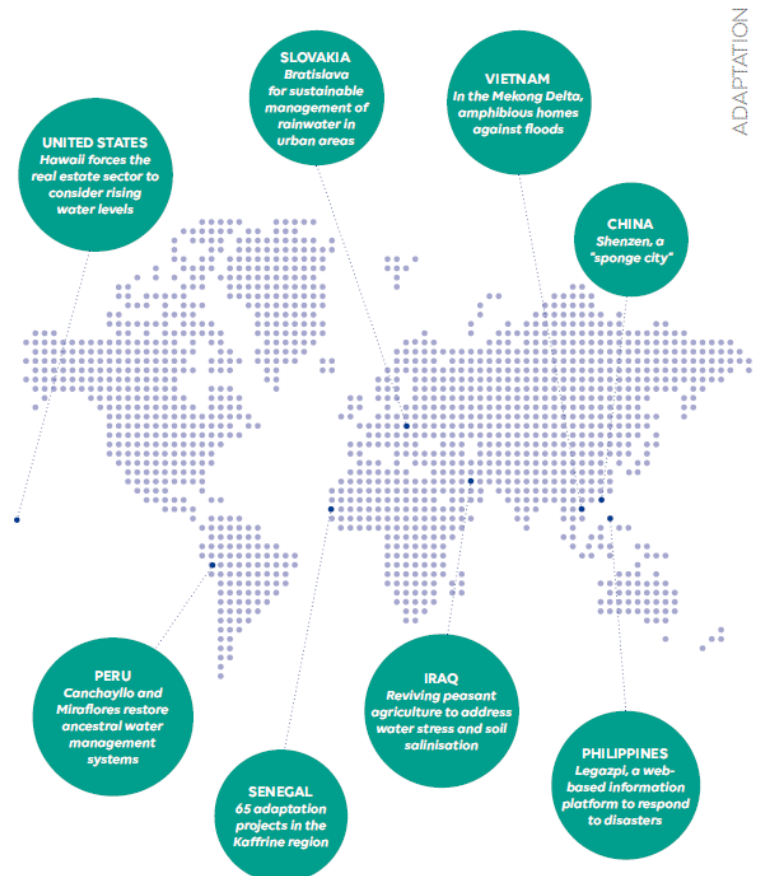 ADAPTATION
SLOVAKIA
Bratislava
for sustainable
management of
rainwater in
urban areas
VIETNAM
In the Mekong Delta,
amphibious homes
against floods
UNITED STATES
Hawaii forces the
real estate sector to
consider rising
water levels
CHINA
Shenzen, a
"sponge city"
PERU
Canchayllo and
Miraflores restore
ancestral water
management
systems
IRAQ
Reviving peasant
agriculture to address
water stress and soil
salinisation
SENEGAL
65 adaptation
projects in the
Kaffrine region
PHILIPPINES
Legazpi, a web-
based information
platform to respond
to disasters